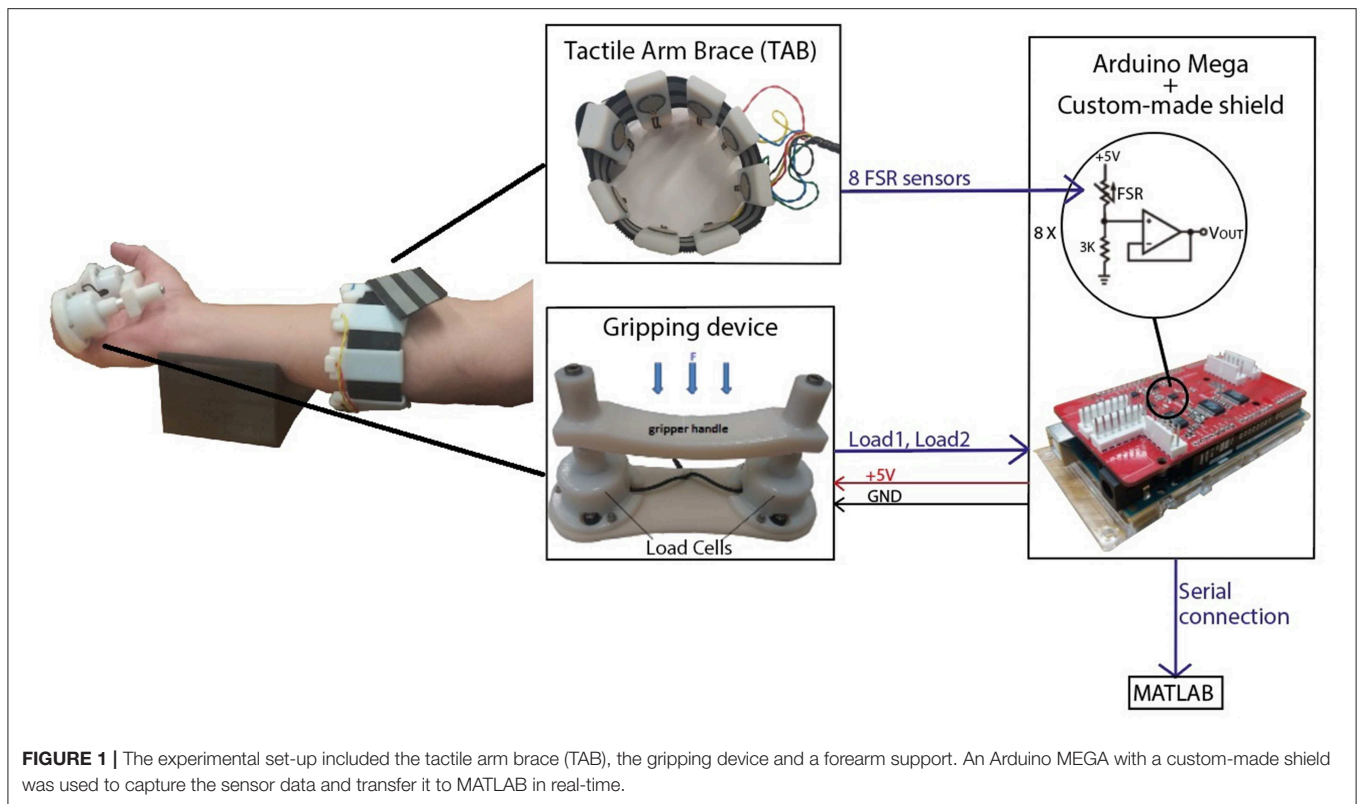 Tactile Arm Brace (TAB)
Arduino Mega
+
Custom-made shield
+5V
FSR
8 FSR sensors
8 X
3K
+
-
VOUT
Gripping device
F
gripper handle
Load1, Load2
+5V
GND
Load Cells
Serial
connection
MATLAB
FIGURE 1 | The experimental set-up included the tactile arm brace (TAB), the gripping device and a forearm support. An Arduino MEGA with a custom-made shield
was used to capture the sensor data and transfer it to MATLAB in real-time.